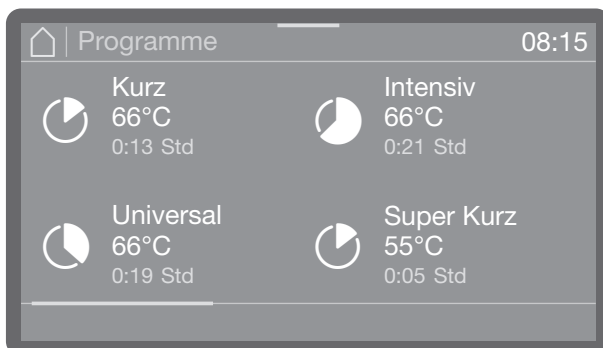 Programme
08:15
Kurz
66°C
0:13 Std
Intensiv
66°C
0:21 Std
Universal
66°C
0:19 Std
Super Kurz
55°C
0:05 Std